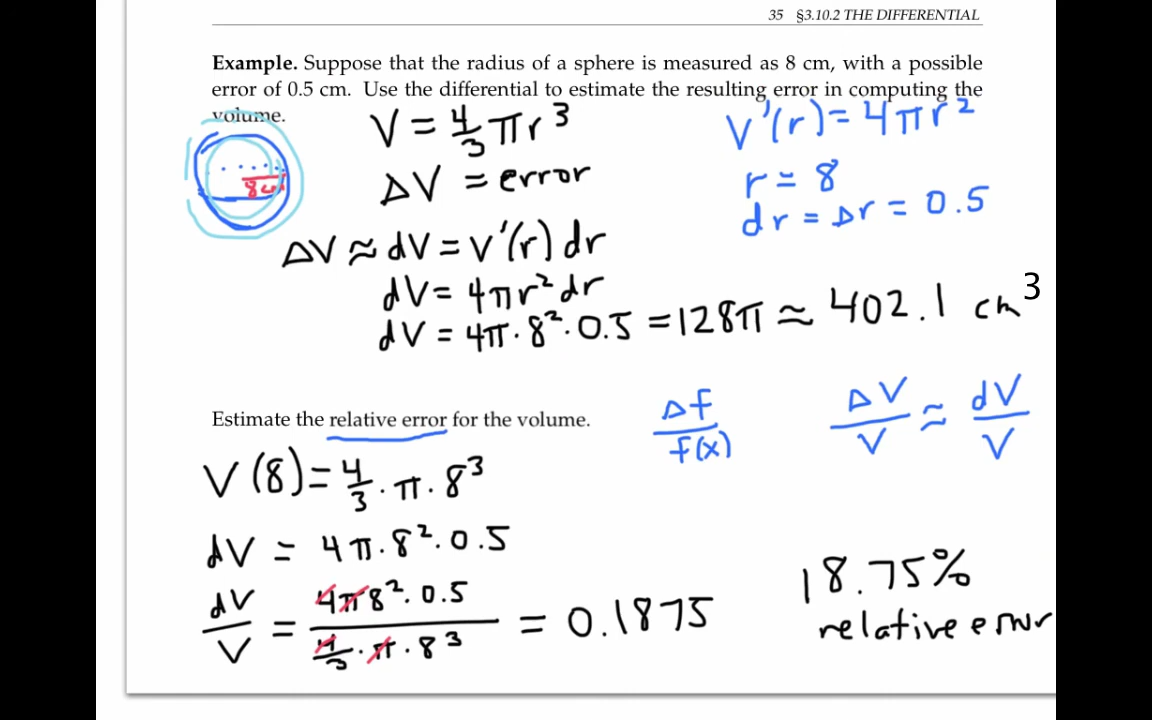 35 §3.10.2 THE DIFFERENTIAL
Example. Suppose that the radius of a sphere is measured as 8 cm, with a possible
error of 0.5 cm. Use the differential to estimate the resulting error in computing the
volume.
8cm
V = 4/3 πr³
ΔV = error
ΔV ≈ dV = V'(r) dr
dV = 4πr² dr
dV = 4π · 8² · 0.5 = 128π ≈ 402.1 cm³
V'(r) = 4πr²
r = 8
dr = Δr = 0.5
Estimate the relative error for the volume.
Δf/f(x)
ΔV/V ≈ dV/V
V(8) = 4/3 · π · 8³
dV = 4π · 8² · 0.5
dV/V = 4π8² · 0.5 / 4/3 · π · 8³ = 0.1875
18.75%
relative error